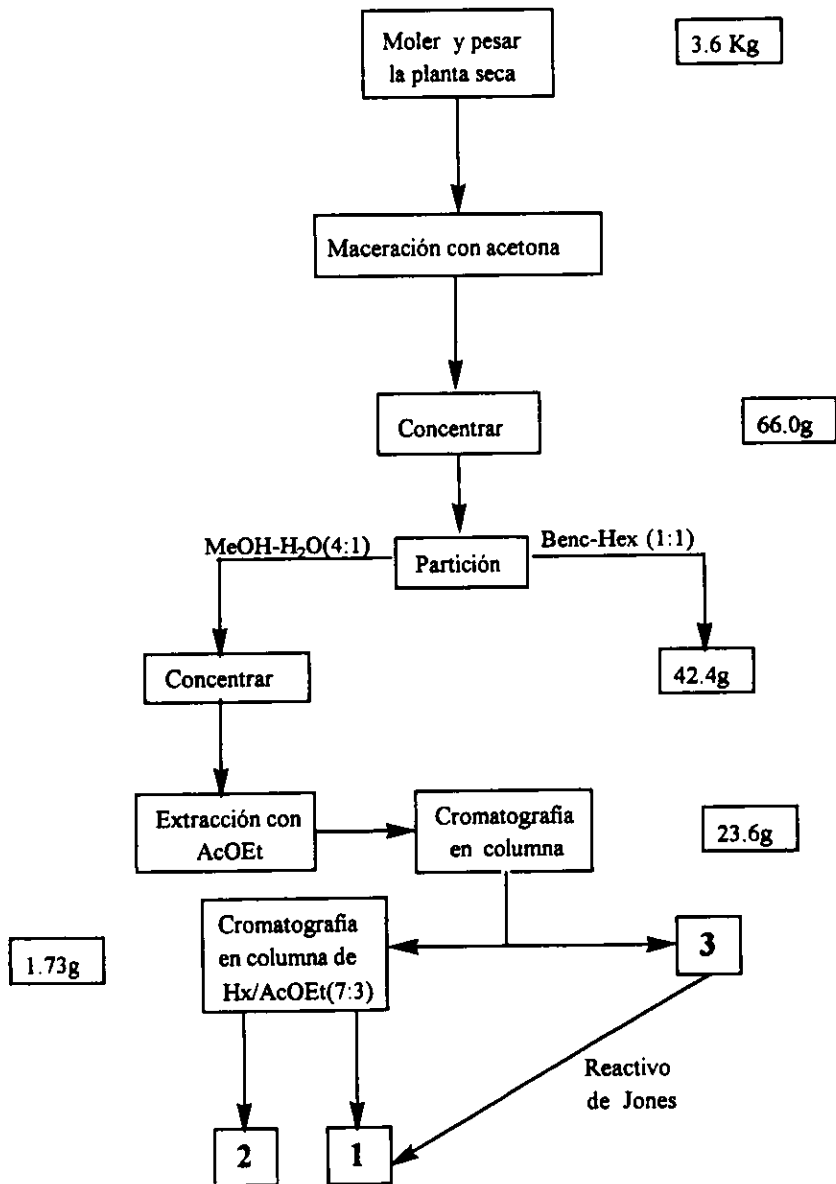 Moler y pesar
la planta seca
3.6 Kg
Maceración con acetona
Concentrar
66.0g
MeOH-H₂O(4:1)
Partición
Benc-Hex (1:1)
Concentrar
42.4g
Extracción con
AcOEt
Cromatografía
en columna
23.6g
1.73g
Cromatografía
en columna de
Hx/AcOEt(7:3)
3
Reactivo
de Jones
2
1